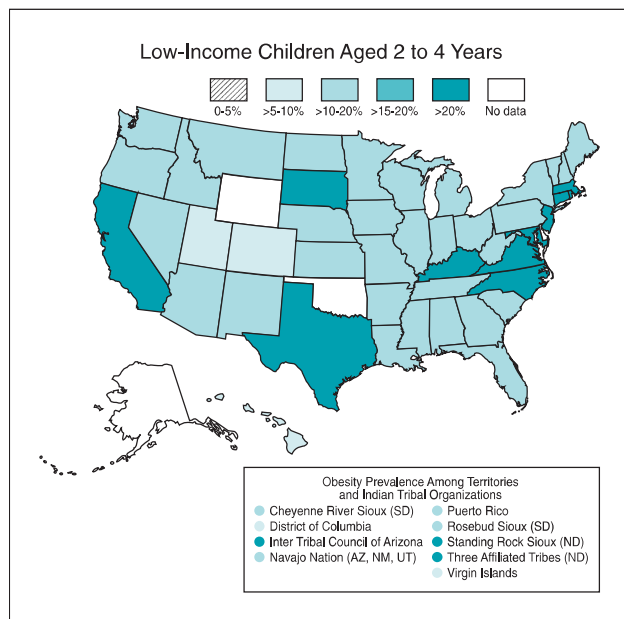 Low-Income Children Aged 2 to 4 Years
0-5% >5-10% >10-20% >15-20% >20% No data
Obesity Prevalence Among Territories
and Indian Tribal Organizations
Cheyenne River Sioux (SD)
District of Columbia
Inter Tribal Council of Arizona
Navajo Nation (AZ, NM, UT)
Puerto Rico
Rosebud Sioux (SD)
Standing Rock Sioux (ND)
Three Affiliated Tribes (ND)
Virgin Islands